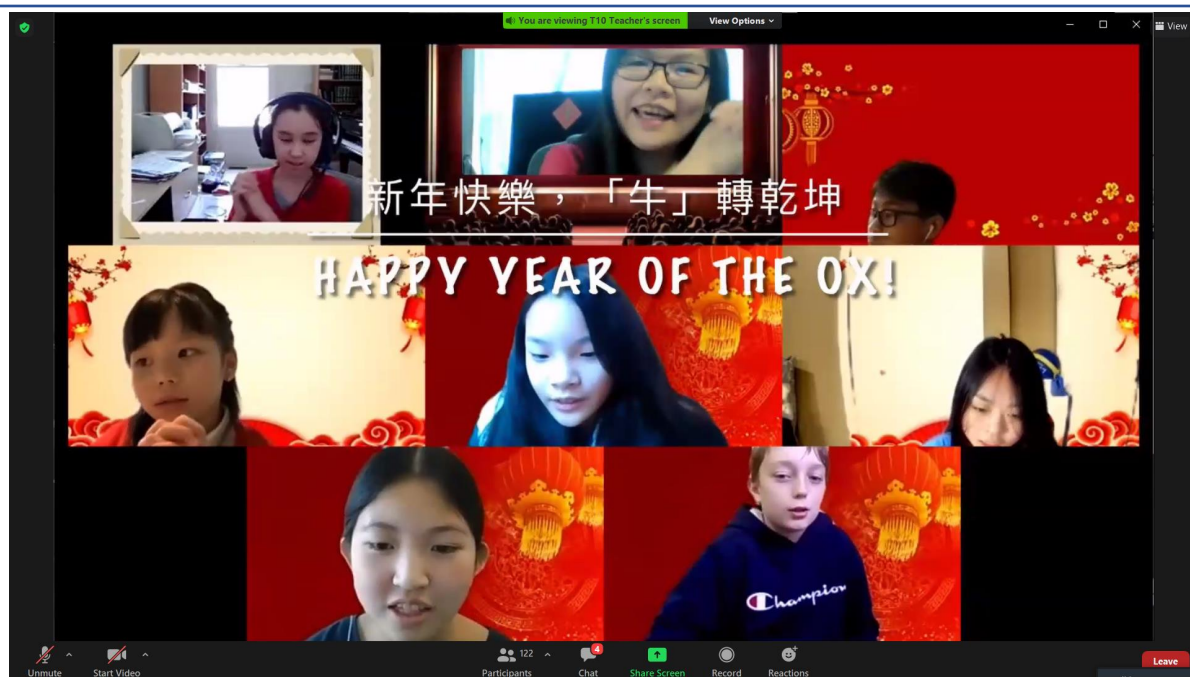 You are viewing T10 Teacher's screen
View Options
View
新年快樂，「牛」轉乾坤
HAPPY YEAR OF THE OX!
Champion
122
4
Unmute
Start Video
Participants
Chat
Share Screen
Record
Reactions
Leave